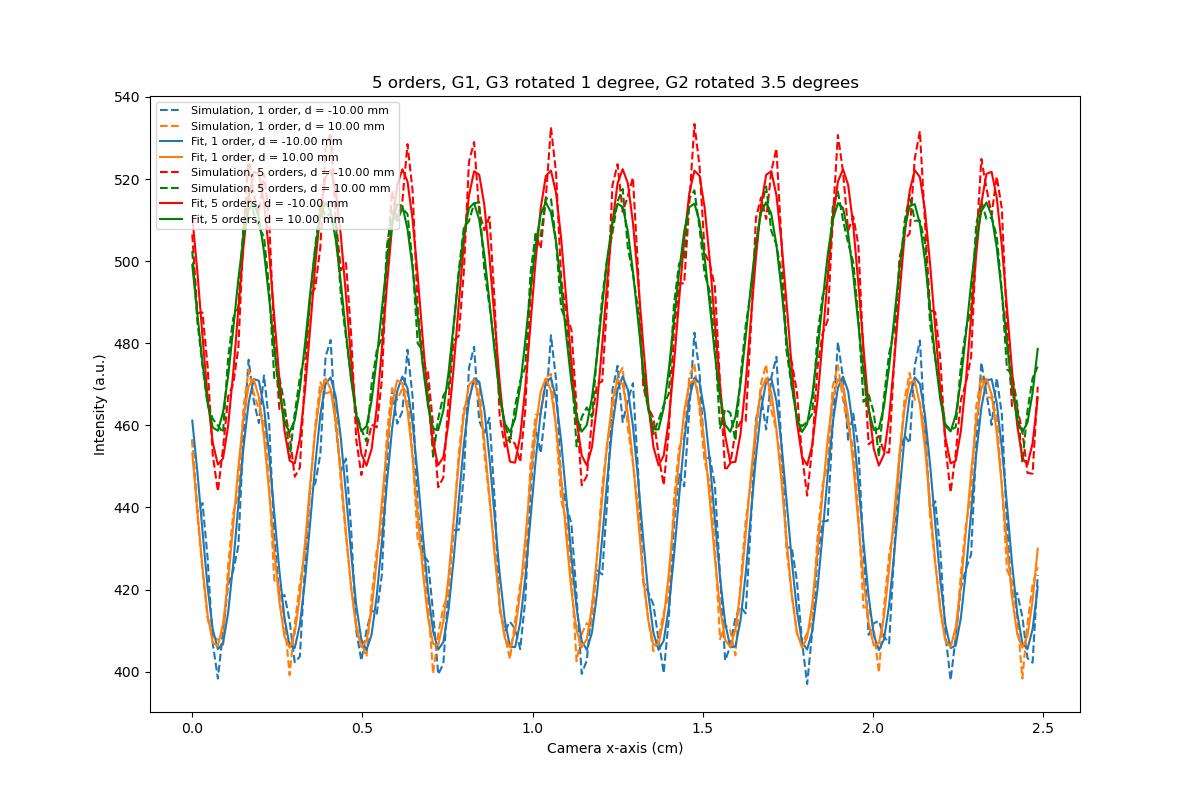 5 orders, G1, G3 rotated 1 degree, G2 rotated 3.5 degrees
Simulation, 1 order, d = -10.00 mm
Simulation, 1 order, d = 10.00 mm
Fit, 1 order, d = -10.00 mm
Fit, 1 order, d = 10.00 mm
Simulation, 5 orders, d = -10.00 mm
Simulation, 5 orders, d = 10.00 mm
Fit, 5 orders, d = -10.00 mm
Fit, 5 orders, d = 10.00 mm
540
520
500
480
460
440
420
400
Intensity (a.u.)
0.0 0.5 1.0 1.5 2.0 2.5
Camera x-axis (cm)